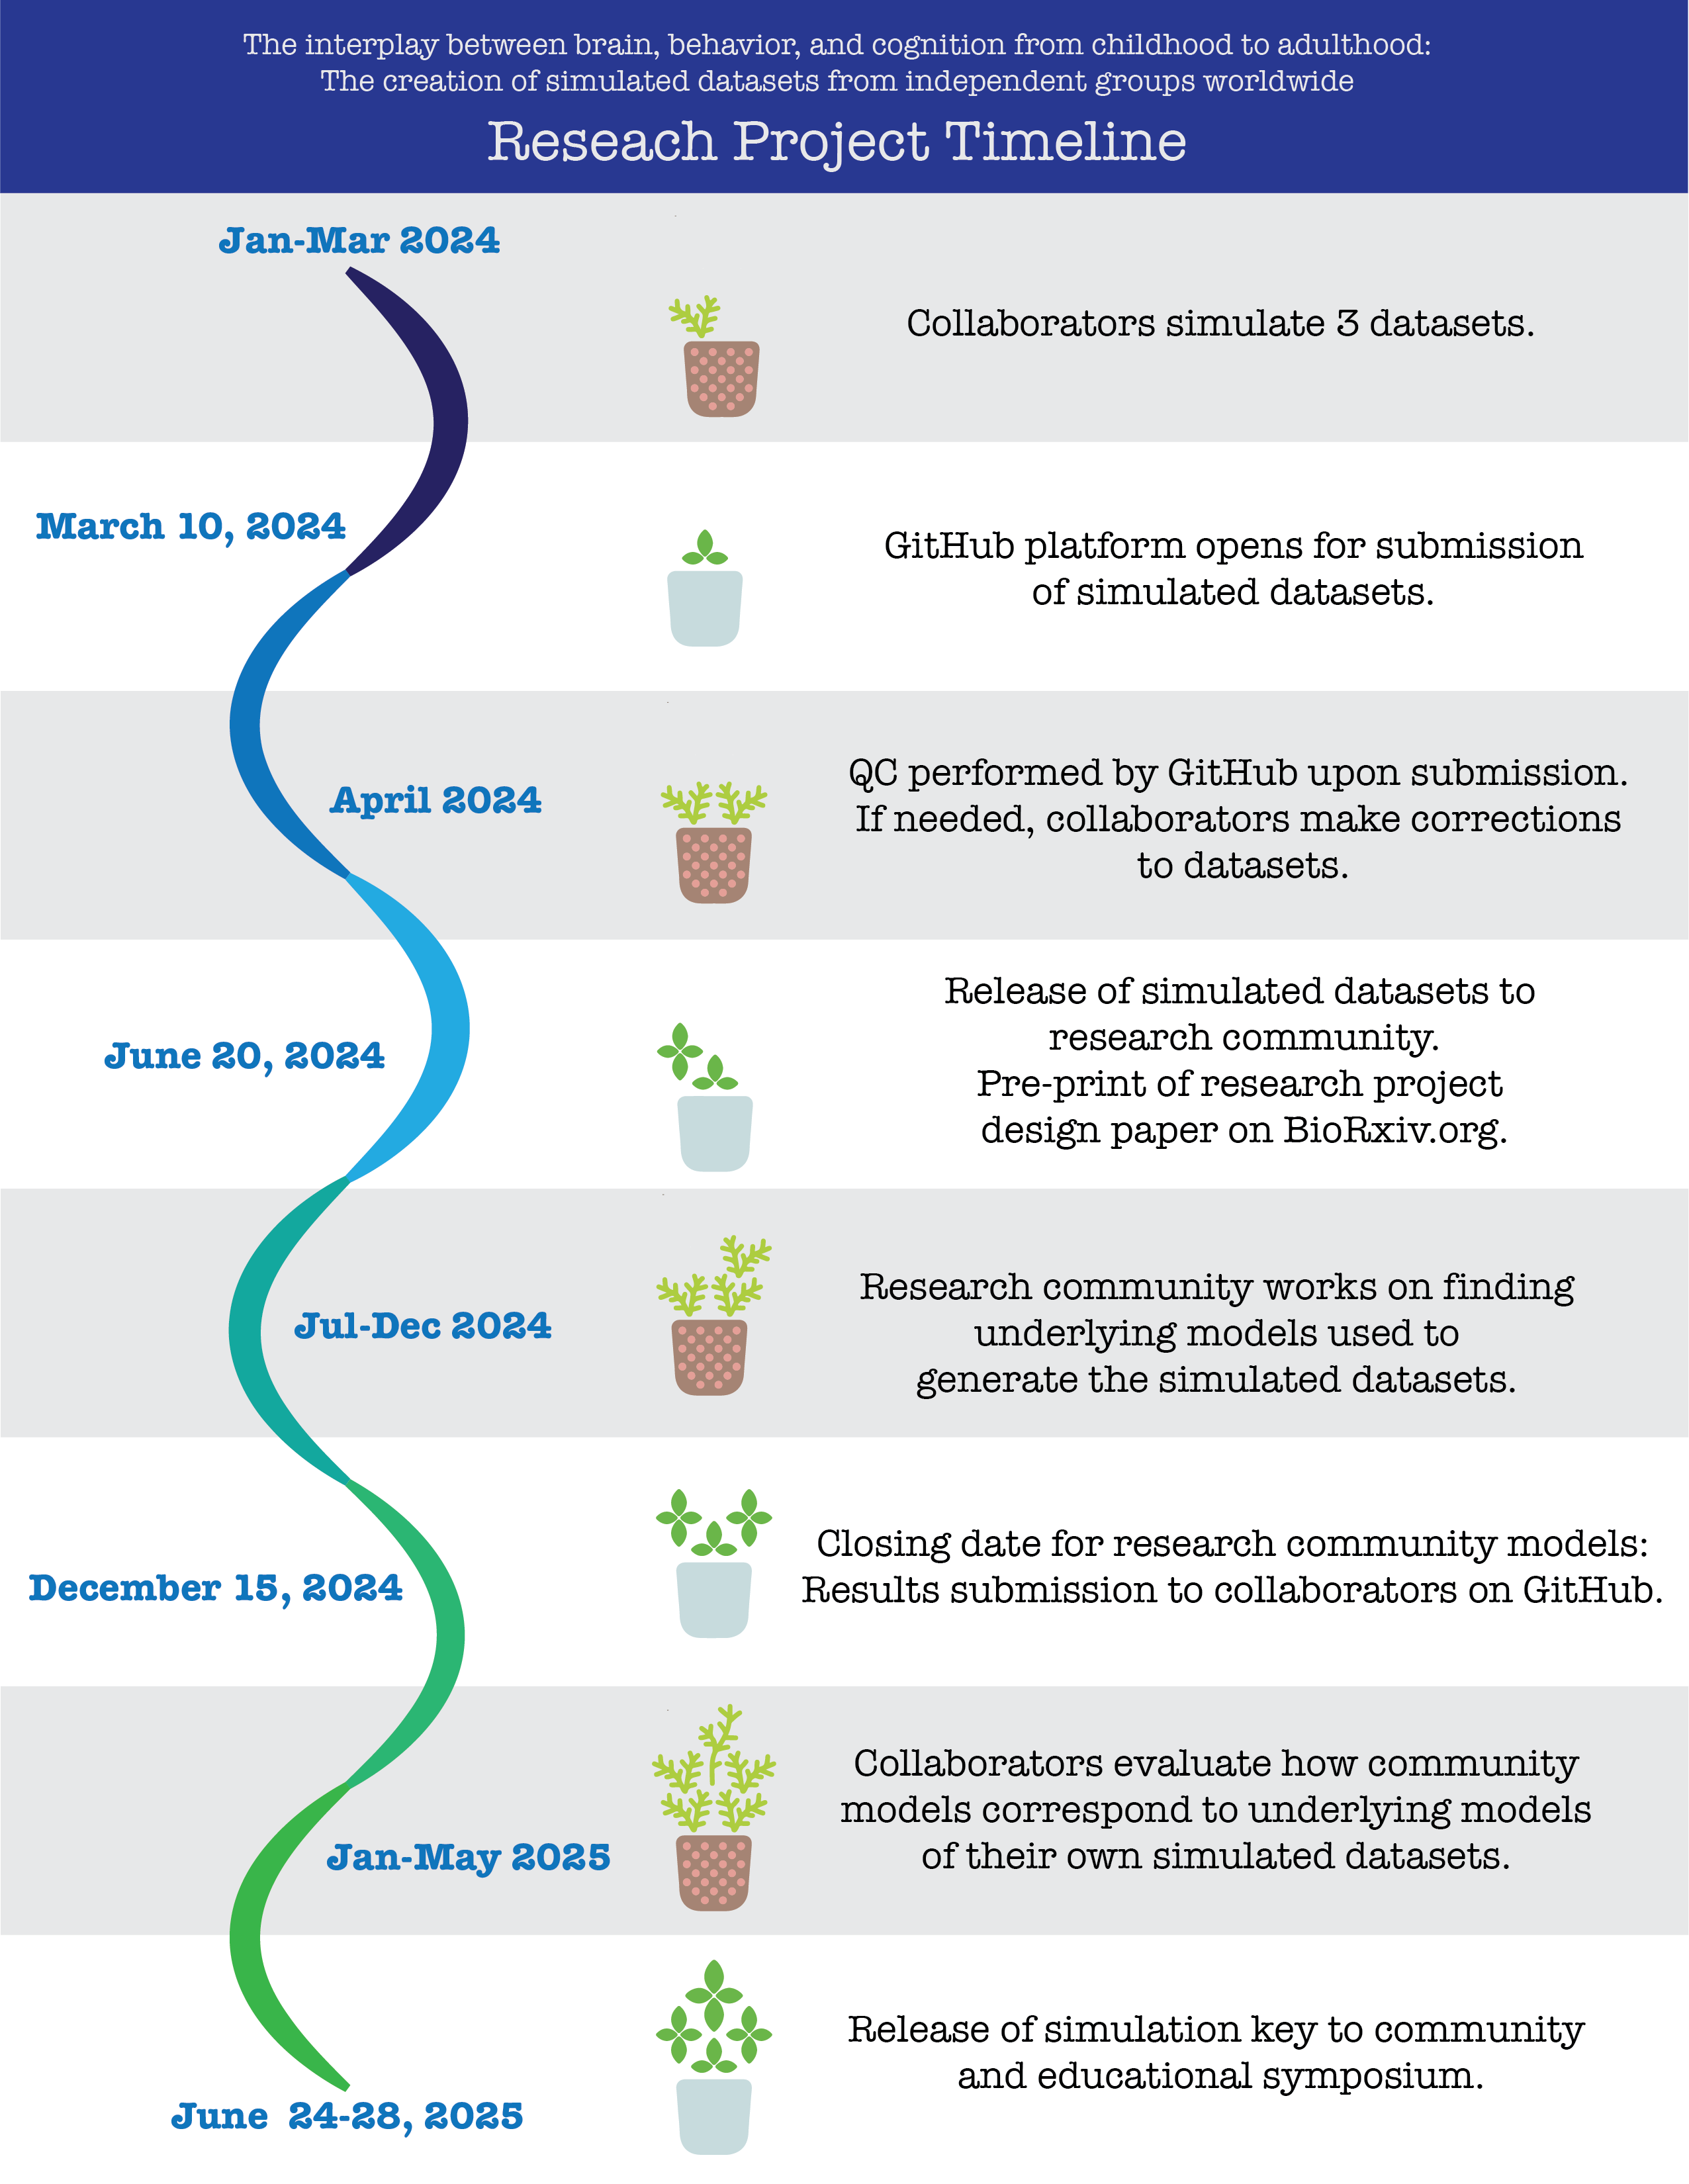 The interplay between brain, behavior, and cognition from childhood to adulthood:
The creation of simulated datasets from independent groups worldwide
Reseach Project Timeline
Jan-Mar 2024
Collaborators simulate 3 datasets.
March 10, 2024
GitHub platform opens for submission
of simulated datasets.
April 2024
QC performed by GitHub upon submission.
If needed, collaborators make corrections
to datasets.
June 20, 2024
Release of simulated datasets to
research community.
Pre-print of research project
design paper on BioRxiv.org.
Jul-Dec 2024
Research community works on finding
underlying models used to
generate the simulated datasets.
December 15, 2024
Closing date for research community models:
Results submission to collaborators on GitHub.
Jan-May 2025
Collaborators evaluate how community
models correspond to underlying models
of their own simulated datasets.
June 24-28, 2025
Release of simulation key to community
and educational symposium.